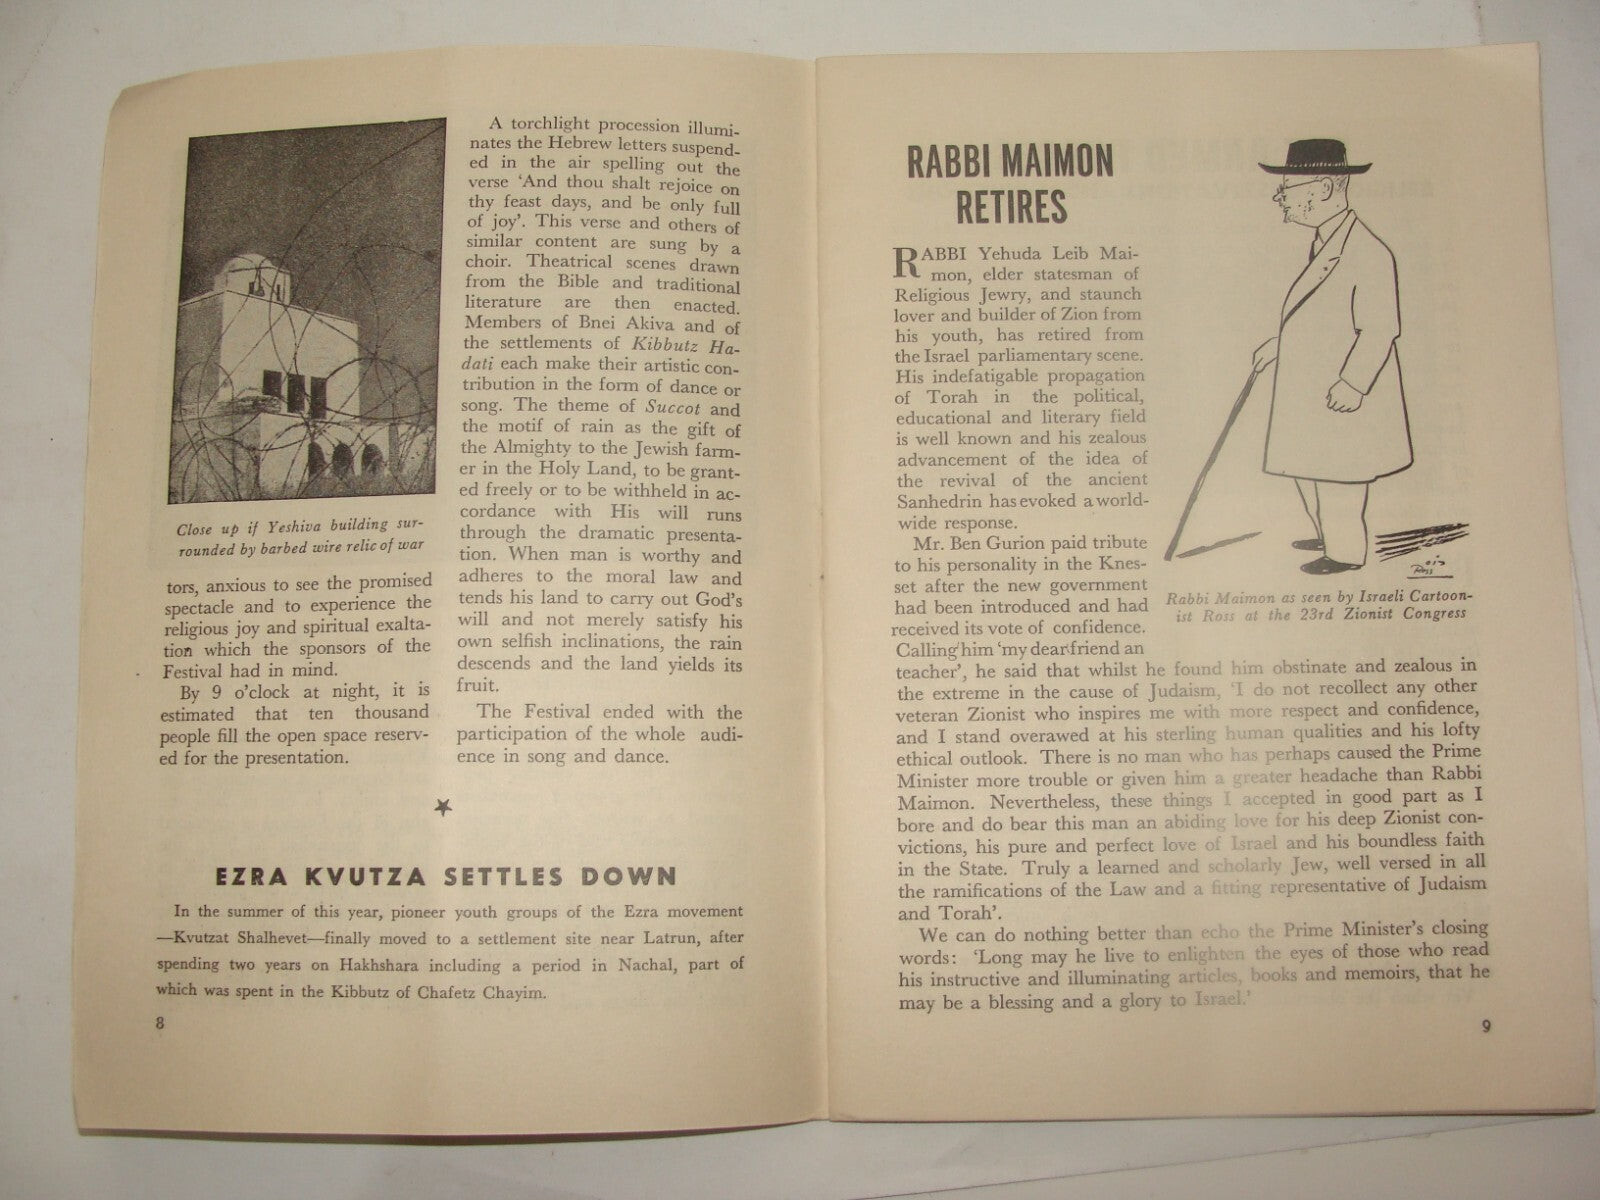 Close up if Yeshiva building sur-
rounded by barbed wire relic of war
tors, anxious to see the promised
spectacle and to experience the
religious joy and spiritual exalta-
tion which the sponsors of the
Festival had in mind.
By 9 o'clock at night, it is
estimated that ten thousand
people fill the open space reserv-
ed for the presentation.
A torchlight procession illumi-
nates the Hebrew letters suspend-
ed in the air spelling out the
verse 'And thou shalt rejoice on
thy feast days, and be only full
of joy'. This verse and others of
similar content are sung by a
choir. Theatrical scenes drawn
from the Bible and traditional
literature are then enacted.
Members of Bnei Akiva and of
the settlements of Kibbutz Ha-
dati each make their artistic con-
tribution in the form of dance or
song. The theme of Succot and
the motif of rain as the gift of
the Almighty to the Jewish farm-
er in the Holy Land, to be grant-
ed freely or to be withheld in ac-
cordance with His will runs
through the dramatic presenta-
tion. When man is worthy and
adheres to the moral law and
tends his land to carry out God's
will and not merely satisfy his
own selfish inclinations, the rain
descends and the land yields its
fruit.
The Festival ended with the
participation of the whole audi-
ence in song and dance.
EZRA KVUTZA SETTLES DOWN
In the summer of this year, pioneer youth groups of the Ezra movement
—Kvutzat Shalhevet—finally moved to a settlement site near Latrun, after
spending two years on Hakhshara including a period in Nachal, part of
which was spent in the Kibbutz of Chafetz Chayim.
8
RABBI MAIMON
RETIRES
RABBI Yehuda Leib Mai-
mon, elder statesman of
Religious Jewry, and staunch
lover and builder of Zion from
his youth, has retired from
the Israel parliamentary scene.
His indefatigable propagation
of Torah in the political,
educational and literary field
is well known and his zealous
advancement of the idea of
the revival of the ancient
Sanhedrin has evoked a world-
wide response.
Mr. Ben Gurion paid tribute
to his personality in the Knes-
set after the new government
had been introduced and had
received its vote of confidence.
Calling him 'my dear friend an
teacher', he said that whilst he found him obstinate and zealous in
the extreme in the cause of Judaism, 'I do not recollect any other
veteran Zionist who inspires me with more respect and confidence,
and I stand overawed at his sterling human qualities and his lofty
ethical outlook. There is no man who has perhaps caused the Prime
Minister more trouble or given him a greater headache than Rabbi
Maimon. Nevertheless, these things I accepted in good part as I
bore and do bear this man an abiding love for his deep Zionist con-
victions, his pure and perfect love of Israel and his boundless faith
in the State. Truly a learned and scholarly Jew, well versed in all
the ramifications of the Law and a fitting representative of Judaism
and Torah'.
We can do nothing better than echo the Prime Minister's closing
words: 'Long may he live to enlighten the eyes of those who read
his instructive and illuminating articles, books and memoirs, that he
may be a blessing and a glory to Israel.'
Ross
Rabbi Maimon as seen by Israeli Cartoon-
ist Ross at the 23rd Zionist Congress
9